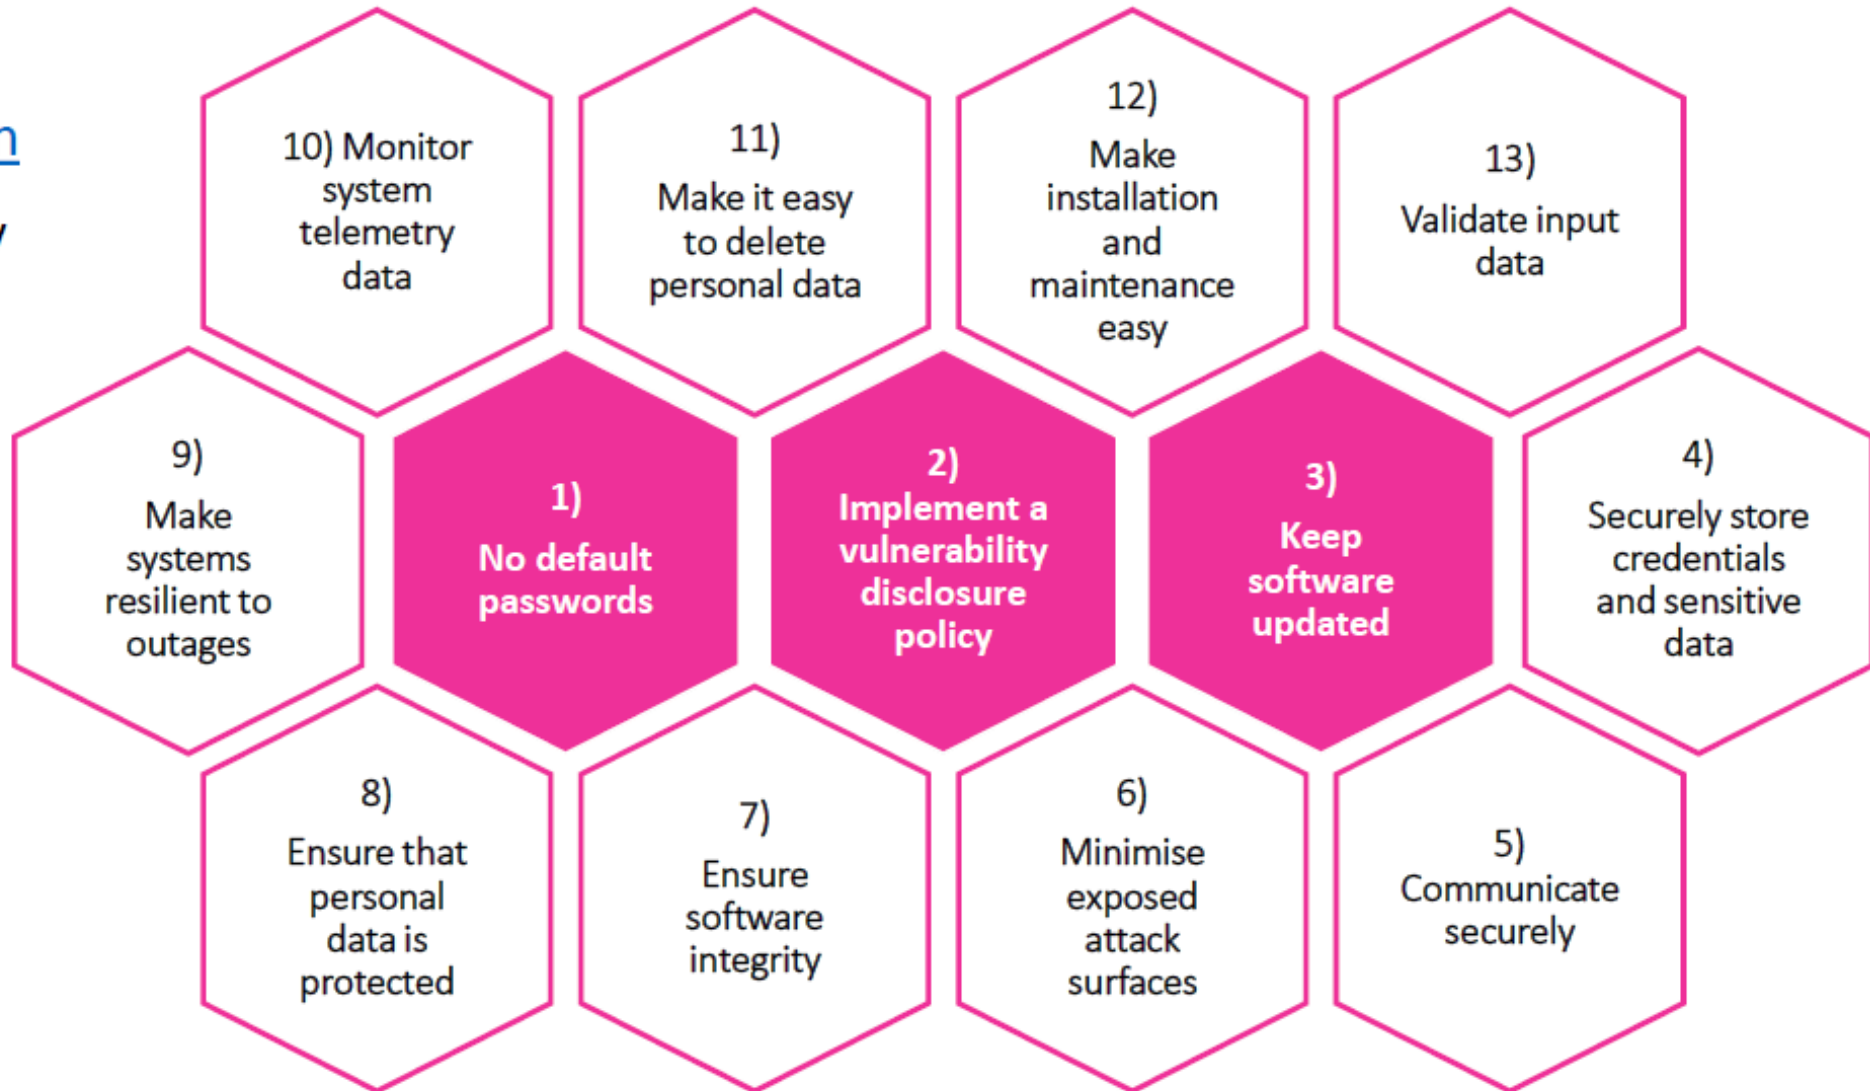 n
y
10) Monitor
system
telemetry
data
11)
Make it easy
to delete
personal data
12)
Make
installation
and
maintenance
easy
13)
Validate input
data
9)
Make
systems
resilient to
outages
1)
No default
passwords
2)
Implement a
vulnerability
disclosure
policy
3)
Keep
software
updated
4)
Securely store
credentials
and sensitive
data
8)
Ensure that
personal
data is
protected
7)
Ensure
software
integrity
6)
Minimise
exposed
attack
surfaces
5)
Communicate
securely